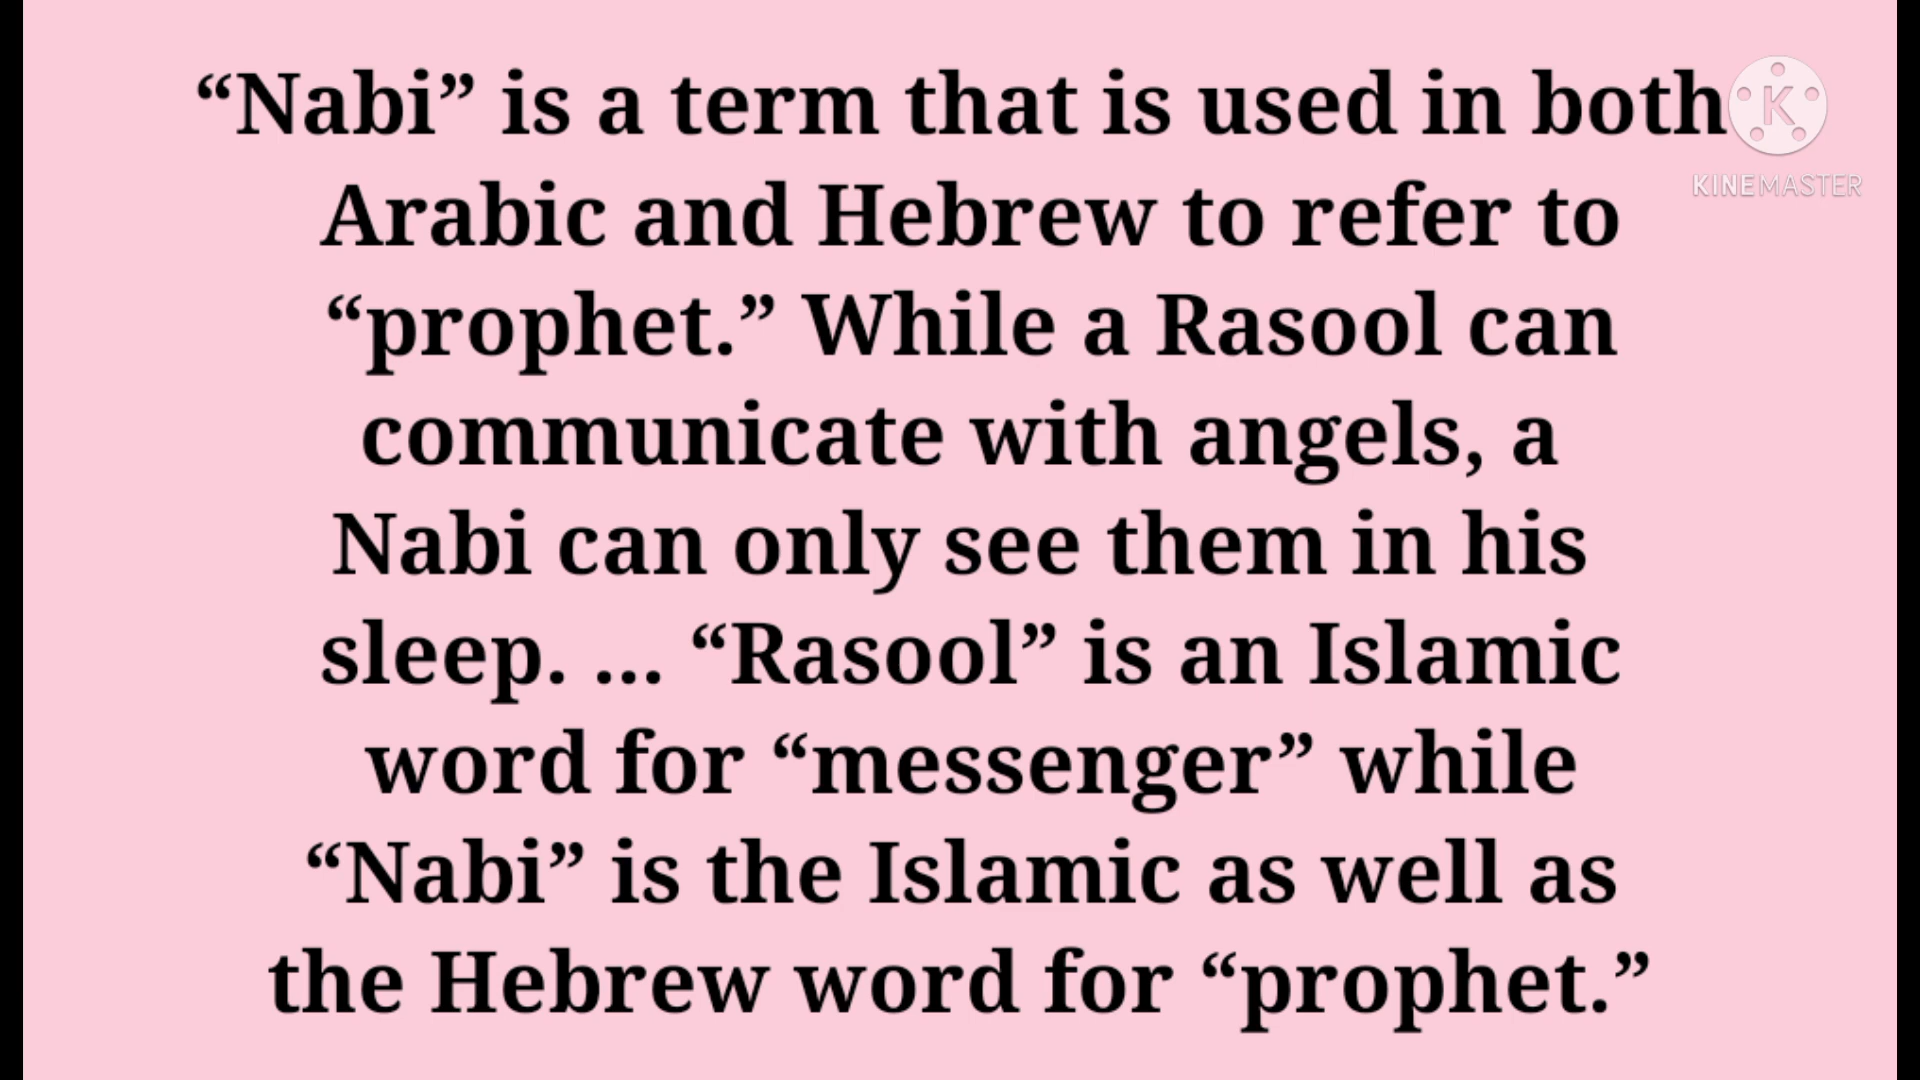 “Nabi” is a term that is used in both
Arabic and Hebrew to refer to
“prophet.” While a Rasool can
communicate with angels, a
Nabi can only see them in his
sleep. ... “Rasool” is an Islamic
word for “messenger” while
“Nabi” is the Islamic as well as
the Hebrew word for “prophet.”
K
KINEMASTER